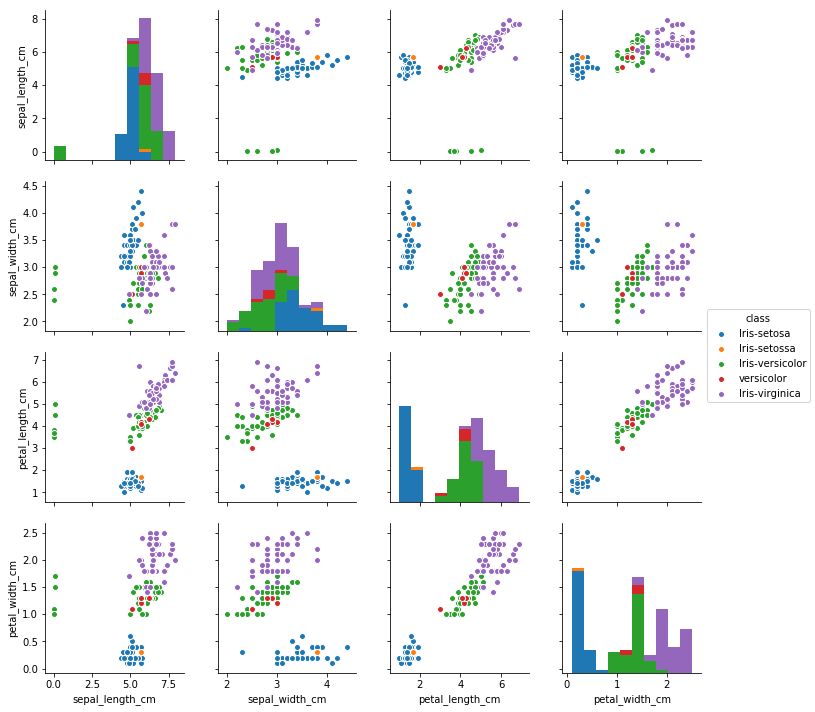 sepal_length_cm
8
6
4
2
0
sepal_width_cm
4.5
4.0
3.5
3.0
2.5
2.0
class
Iris-setosa
Iris-setossa
Iris-versicolor
versicolor
Iris-virginica
petal_length_cm
7
6
5
4
3
2
1
petal_width_cm
2.5
2.0
1.5
1.0
0.5
0.0
0.0 2.5 5.0 7.5 2 3 4 2 4 6 0 1 2
sepal_length_cm sepal_width_cm petal_length_cm petal_width_cm